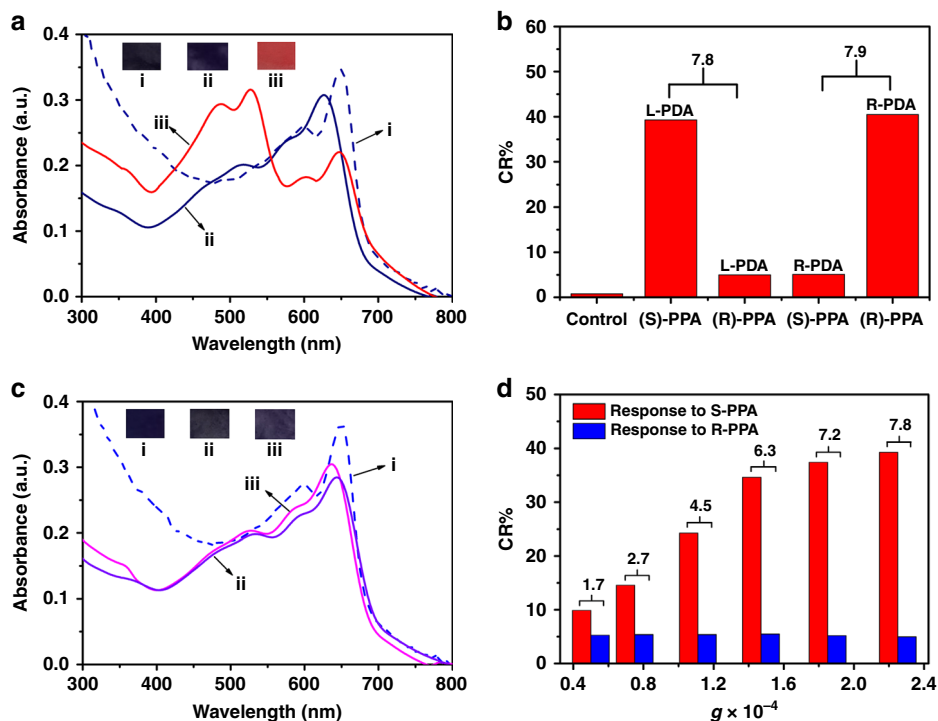 a
0.4
0.3
0.2
0.1
0.0
Absorbance (a.u.)
i
ii
iii
iii
i
ii
300
400
500
600
700
800
Wavelength (nm)
b
60
50
40
30
20
10
0
CR%
7.8
7.9
L-PDA
L-PDA
R-PDA
R-PDA
Control
(S)-PPA
(R)-PPA
(S)-PPA
(R)-PPA
c
0.4
0.3
0.2
0.1
0.0
Absorbance (a.u.)
i
ii
iii
i
iii
ii
300
400
500
600
700
800
Wavelength (nm)
d
50
40
30
20
10
0
CR%
Response to S-PPA
Response to R-PPA
1.7
2.7
4.5
6.3
7.2
7.8
0.4
0.8
1.2
1.6
2.0
2.4
g × 10⁻⁴